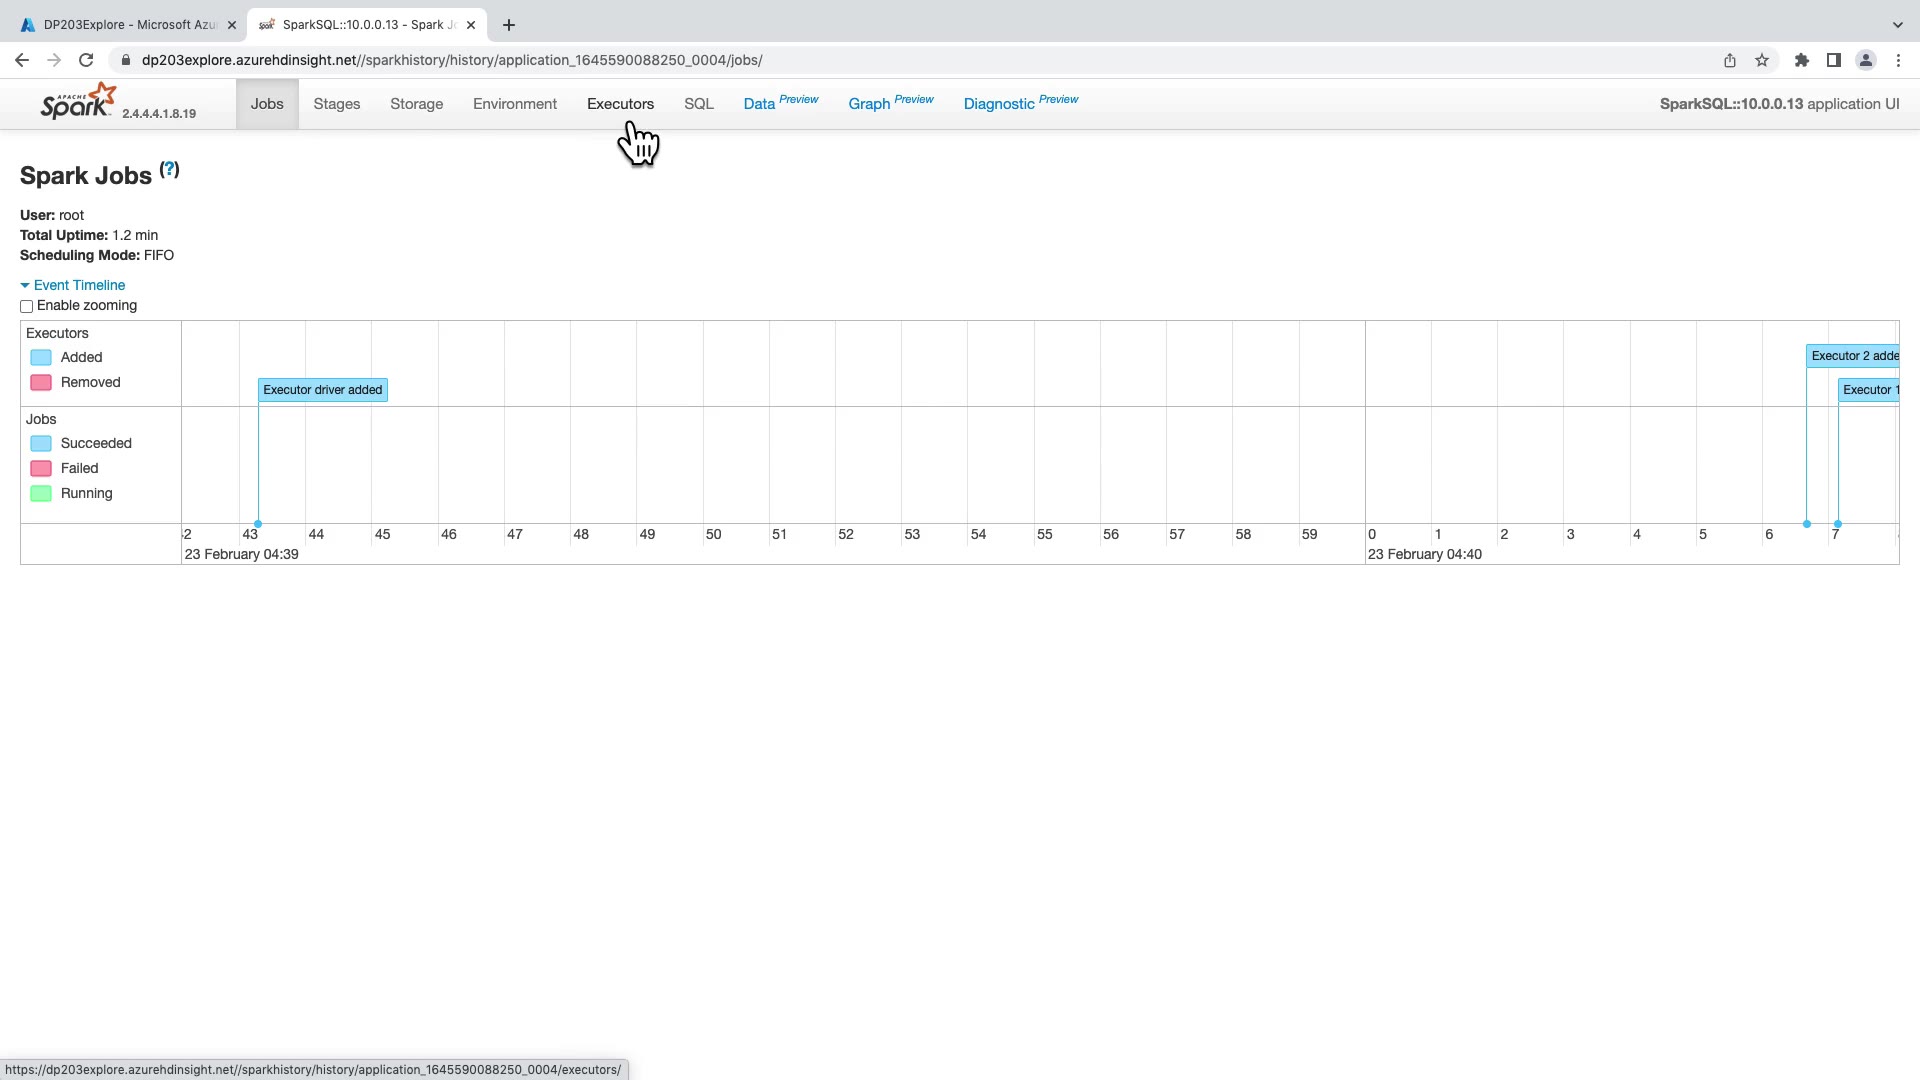 DP203Explore - Microsoft Azu
SparkSQL::10.0.0.13 - Spark Jo
dp203explore.azurehdinsight.net//sparkhistory/history/application_1645590088250_0004/jobs/
APACHE Spark 2.4.4.4.1.8.19
Jobs
Stages
Storage
Environment
Executors
SQL
Data Preview
Graph Preview
Diagnostic Preview
SparkSQL::10.0.0.13 application UI
Spark Jobs (?)
User: root
Total Uptime: 1.2 min
Scheduling Mode: FIFO
Event Timeline
Enable zooming
Executors
Added
Removed
Executor driver added
Executor 2 adde
Executor 1
Jobs
Succeeded
Failed
Running
2 43 44 45 46 47 48 49 50 51 52 53 54 55 56 57 58 59 0 1 2 3 4 5 6 7
23 February 04:39
23 February 04:40
https://dp203explore.azurehdinsight.net//sparkhistory/history/application_1645590088250_0004/executors/